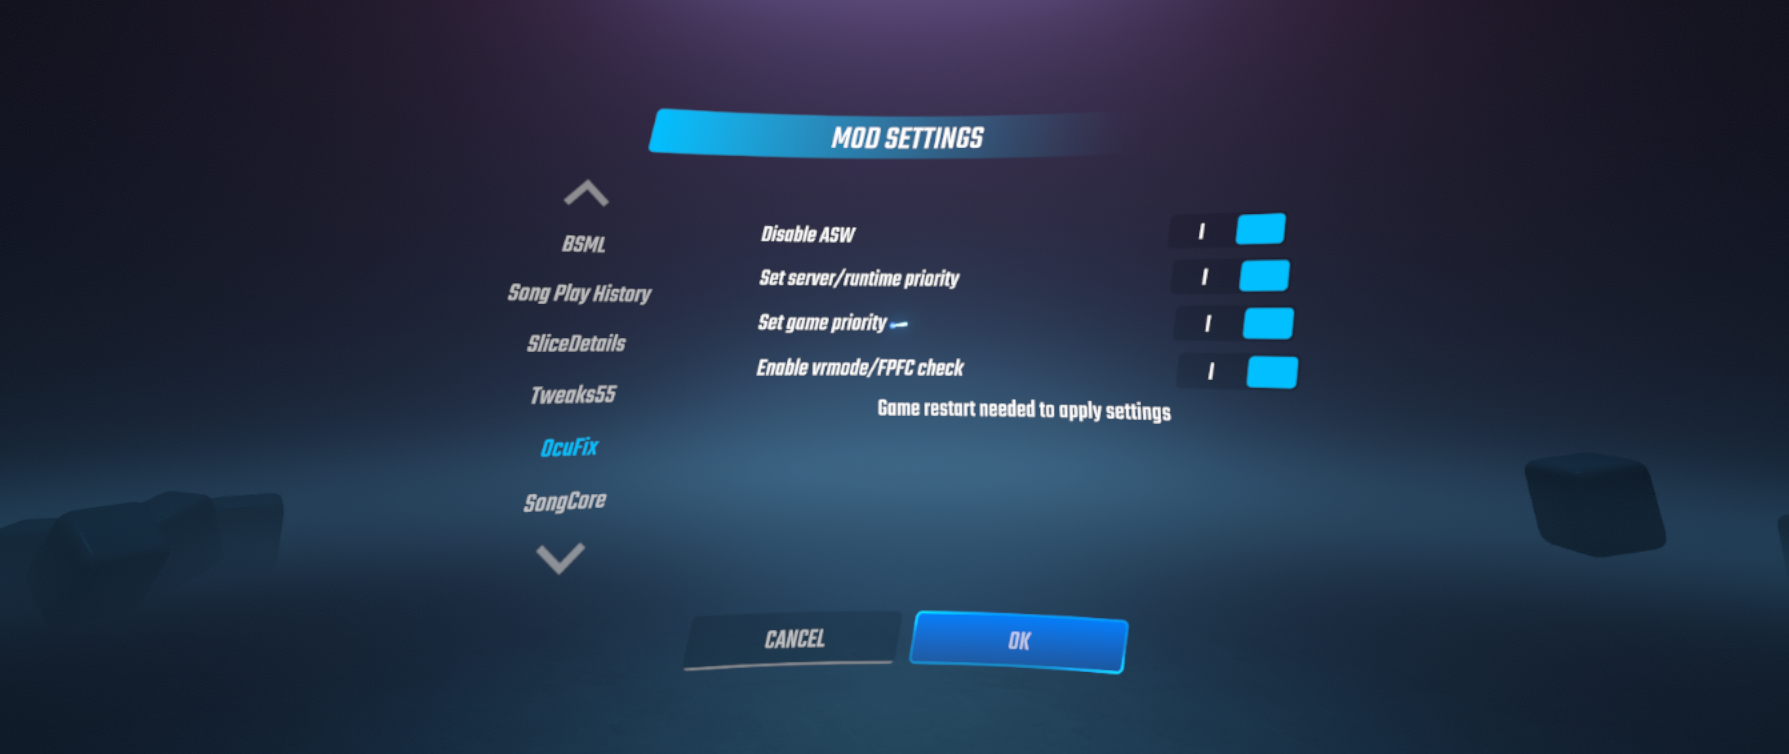 MOD SETTINGS
BSML
Song Play History
SliceDetails
Tweaks55
OcuFix
SongCore
Disable ASW
I
Set server/runtime priority
I
Set game priority
I
Enable vrmode/FPFC check
I
Game restart needed to apply settings
CANCEL
OK